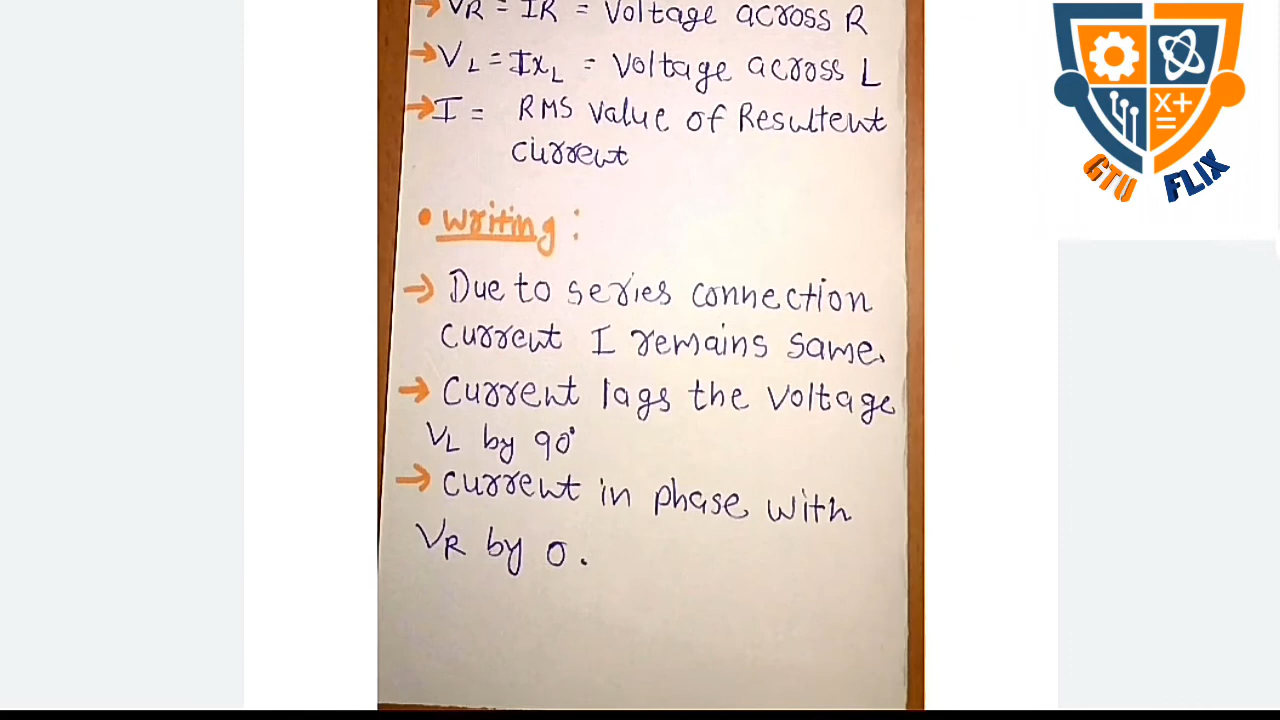 → VR = IR = Voltage across R
→ VL = IXL = Voltage across L
→ I = RMS value of Resultent
current
• Writing :
→ Due to series connection
current I remains same.
→ Current lags the Voltage
VL by 90°
→ Current in phase with
VR by 0.
X+
=
GTU FLIX